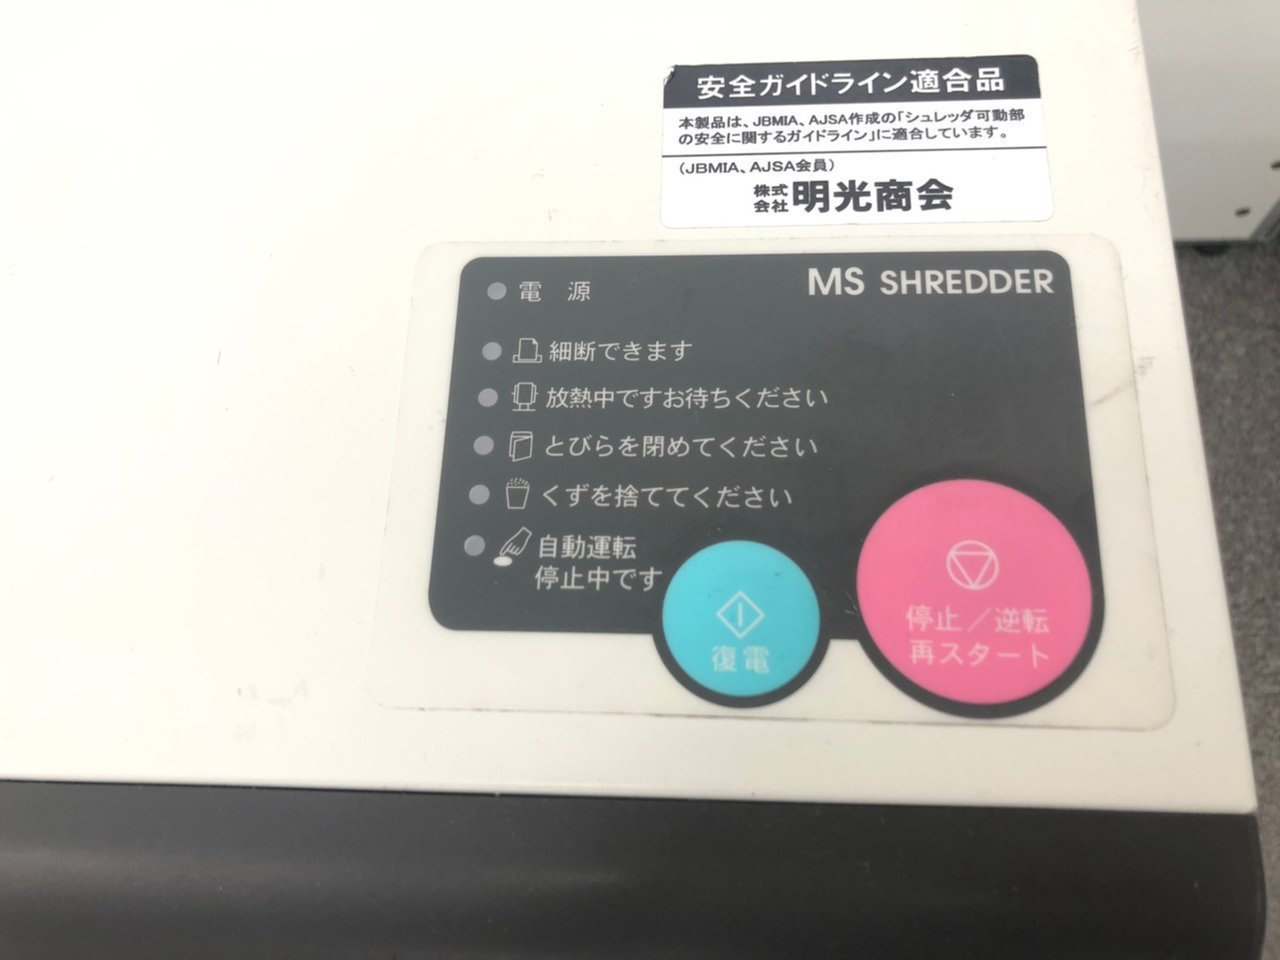 安全ガイドライン適合品
本製品は、JBMIA、AJSA作成の「シュレッダ可動部
の安全に関するガイドライン」に適合しています。
（JBMIA、AJSA会員）
株式会社 明光商会
MS SHREDDER
電 源
細断できます
放熱中ですお待ちください
とびらを閉めてください
くずを捨ててください
自動運転
停止中です
復電
停止／逆転
再スタート